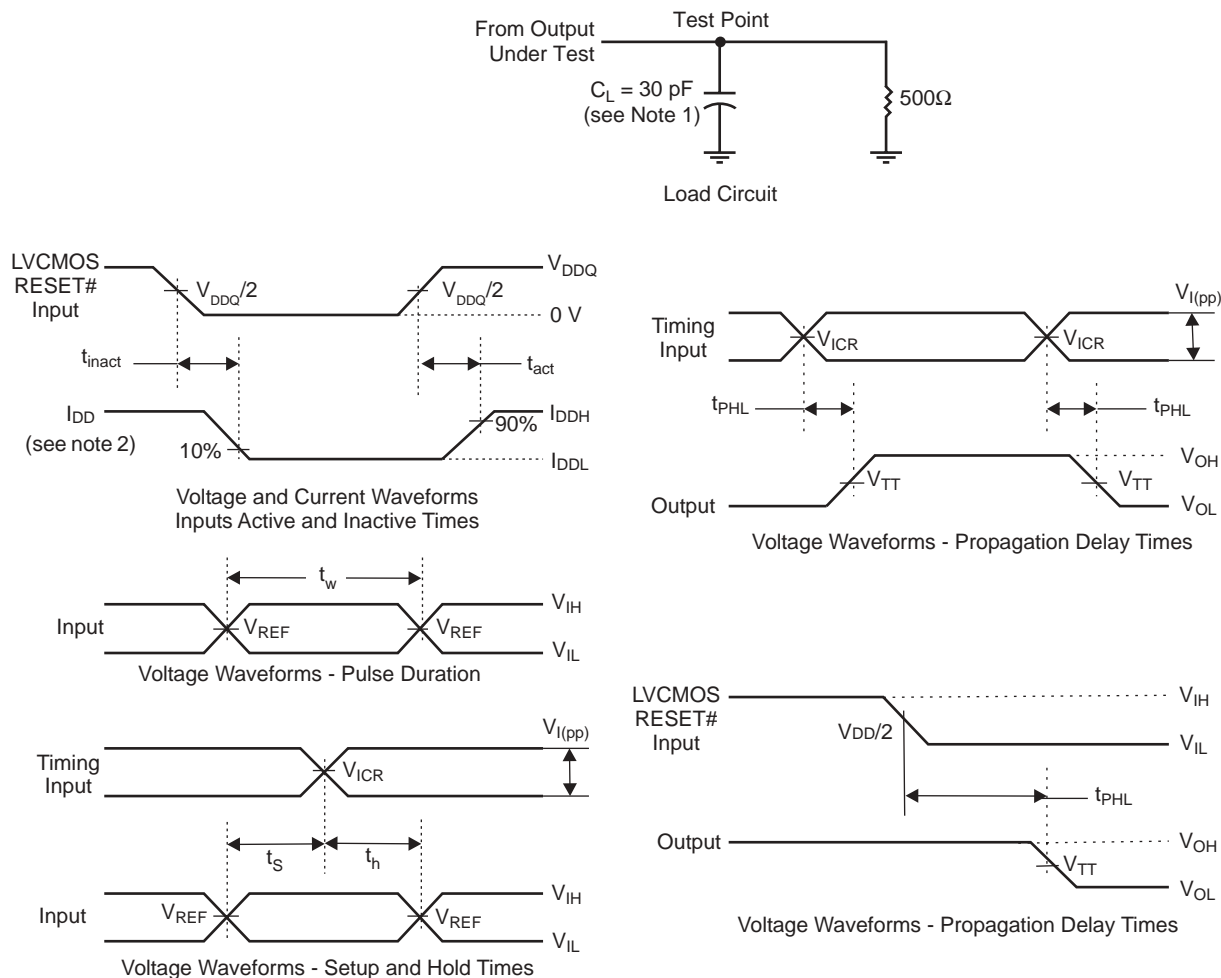 Test Point
From Output
Under Test
C_L = 30 pF
(see Note 1)
500Ω
Load Circuit
LVCMOS
RESET#
Input
V_DDQ
V_DDQ/2
V_DDQ/2
0 V
t_inact
t_act
I_DD
(see note 2)
I_DDH
90%
10%
I_DDL
Voltage and Current Waveforms
Inputs Active and Inactive Times
t_w
V_IH
Input
V_REF
V_REF
V_IL
Voltage Waveforms - Pulse Duration
V_I(pp)
Timing
Input
V_ICR
t_S
t_h
V_IH
Input
V_REF
V_REF
V_IL
Voltage Waveforms - Setup and Hold Times
V_I(pp)
Timing
Input
V_ICR
V_ICR
t_PHL
t_PHL
V_OH
V_TT
V_TT
Output
V_OL
Voltage Waveforms - Propagation Delay Times
LVCMOS
RESET#
Input
V_IH
VDD/2
V_IL
t_PHL
Output
V_OH
V_TT
V_OL
Voltage Waveforms - Propagation Delay Times